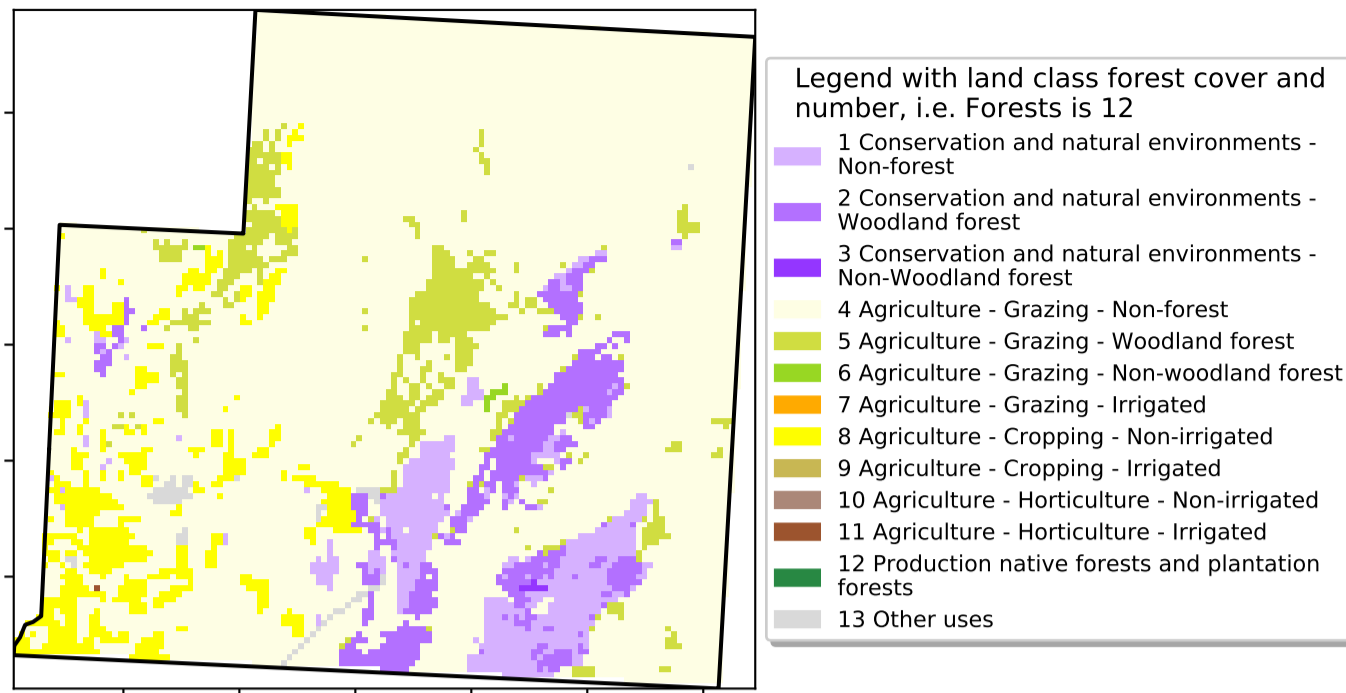 Legend with land class forest cover and
number, i.e. Forests is 12
1 Conservation and natural environments -
Non-forest
2 Conservation and natural environments -
Woodland forest
3 Conservation and natural environments -
Non-Woodland forest
4 Agriculture - Grazing - Non-forest
5 Agriculture - Grazing - Woodland forest
6 Agriculture - Grazing - Non-woodland forest
7 Agriculture - Grazing - Irrigated
8 Agriculture - Cropping - Non-irrigated
9 Agriculture - Cropping - Irrigated
10 Agriculture - Horticulture - Non-irrigated
11 Agriculture - Horticulture - Irrigated
12 Production native forests and plantation
forests
13 Other uses